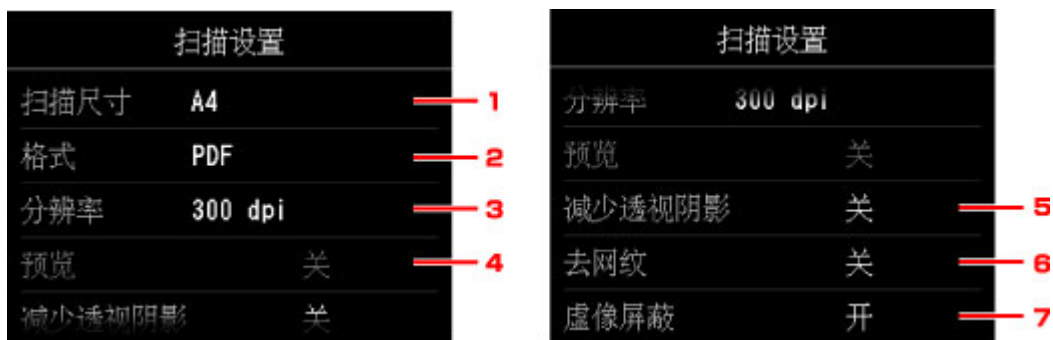 扫描设置
扫描尺寸 A4 1
格式 PDF 2
分辨率 300 dpi 3
预览 关 4
减少透视阴影 关
扫描设置
分辨率 300 dpi
预览 关
减少透视阴影 关 5
去网纹 关 6
虚像屏蔽 开 7